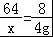 64/x = 8/4g